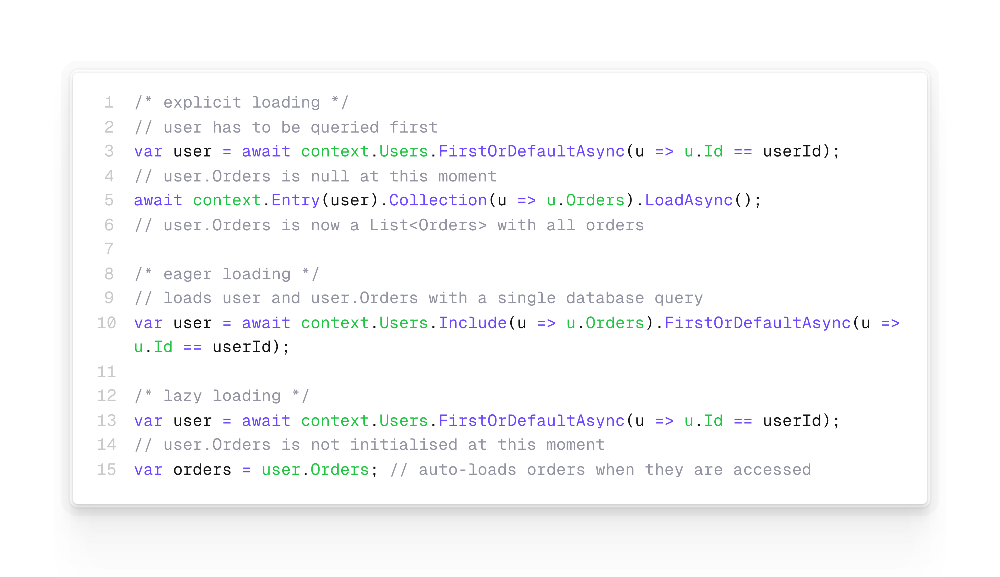 1 /* explicit loading */
2 // user has to be queried first
3 var user = await context.Users.FirstOrDefaultAsync(u => u.Id == userId);
4 // user.Orders is null at this moment
5 await context.Entry(user).Collection(u => u.Orders).LoadAsync();
6 // user.Orders is now a List<Orders> with all orders
7
8 /* eager loading */
9 // loads user and user.Orders with a single database query
10 var user = await context.Users.Include(u => u.Orders).FirstOrDefaultAsync(u =>
u.Id == userId);
11
12 /* lazy loading */
13 var user = await context.Users.FirstOrDefaultAsync(u => u.Id == userId);
14 // user.Orders is not initialised at this moment
15 var orders = user.Orders; // auto-loads orders when they are accessed